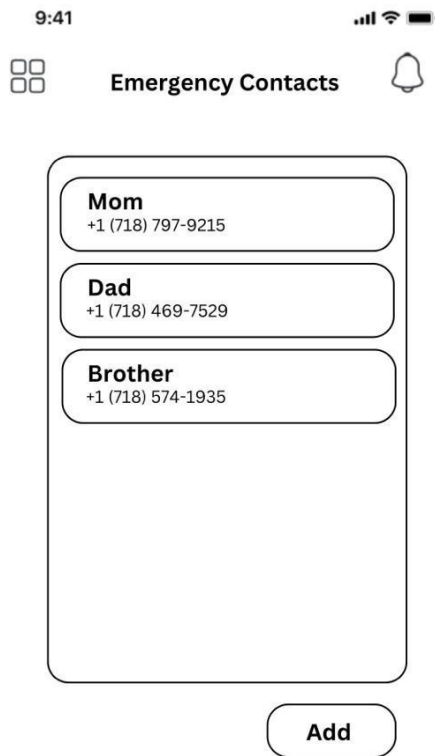 9:41
Emergency Contacts
Mom
+1 (718) 797-9215
Dad
+1 (718) 469-7529
Brother
+1 (718) 574-1935
Add